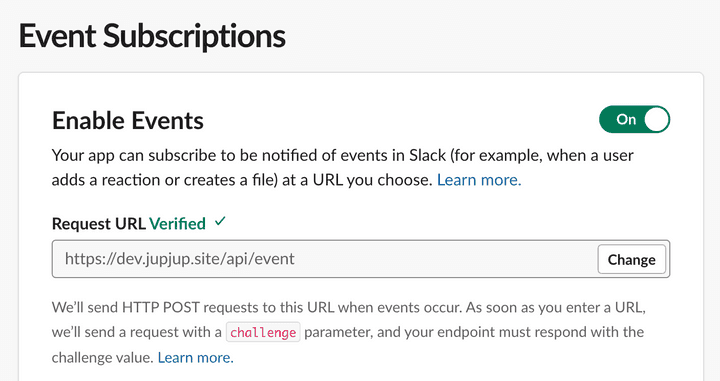 Event Subscriptions
Enable Events
On
Your app can subscribe to be notified of events in Slack (for example, when a user
adds a reaction or creates a file) at a URL you choose. Learn more.
Request URL Verified ✓
https://dev.jupjup.site/api/event
Change
We’ll send HTTP POST requests to this URL when events occur. As soon as you enter a URL,
we’ll send a request with a challenge parameter, and your endpoint must respond with the
challenge value. Learn more.